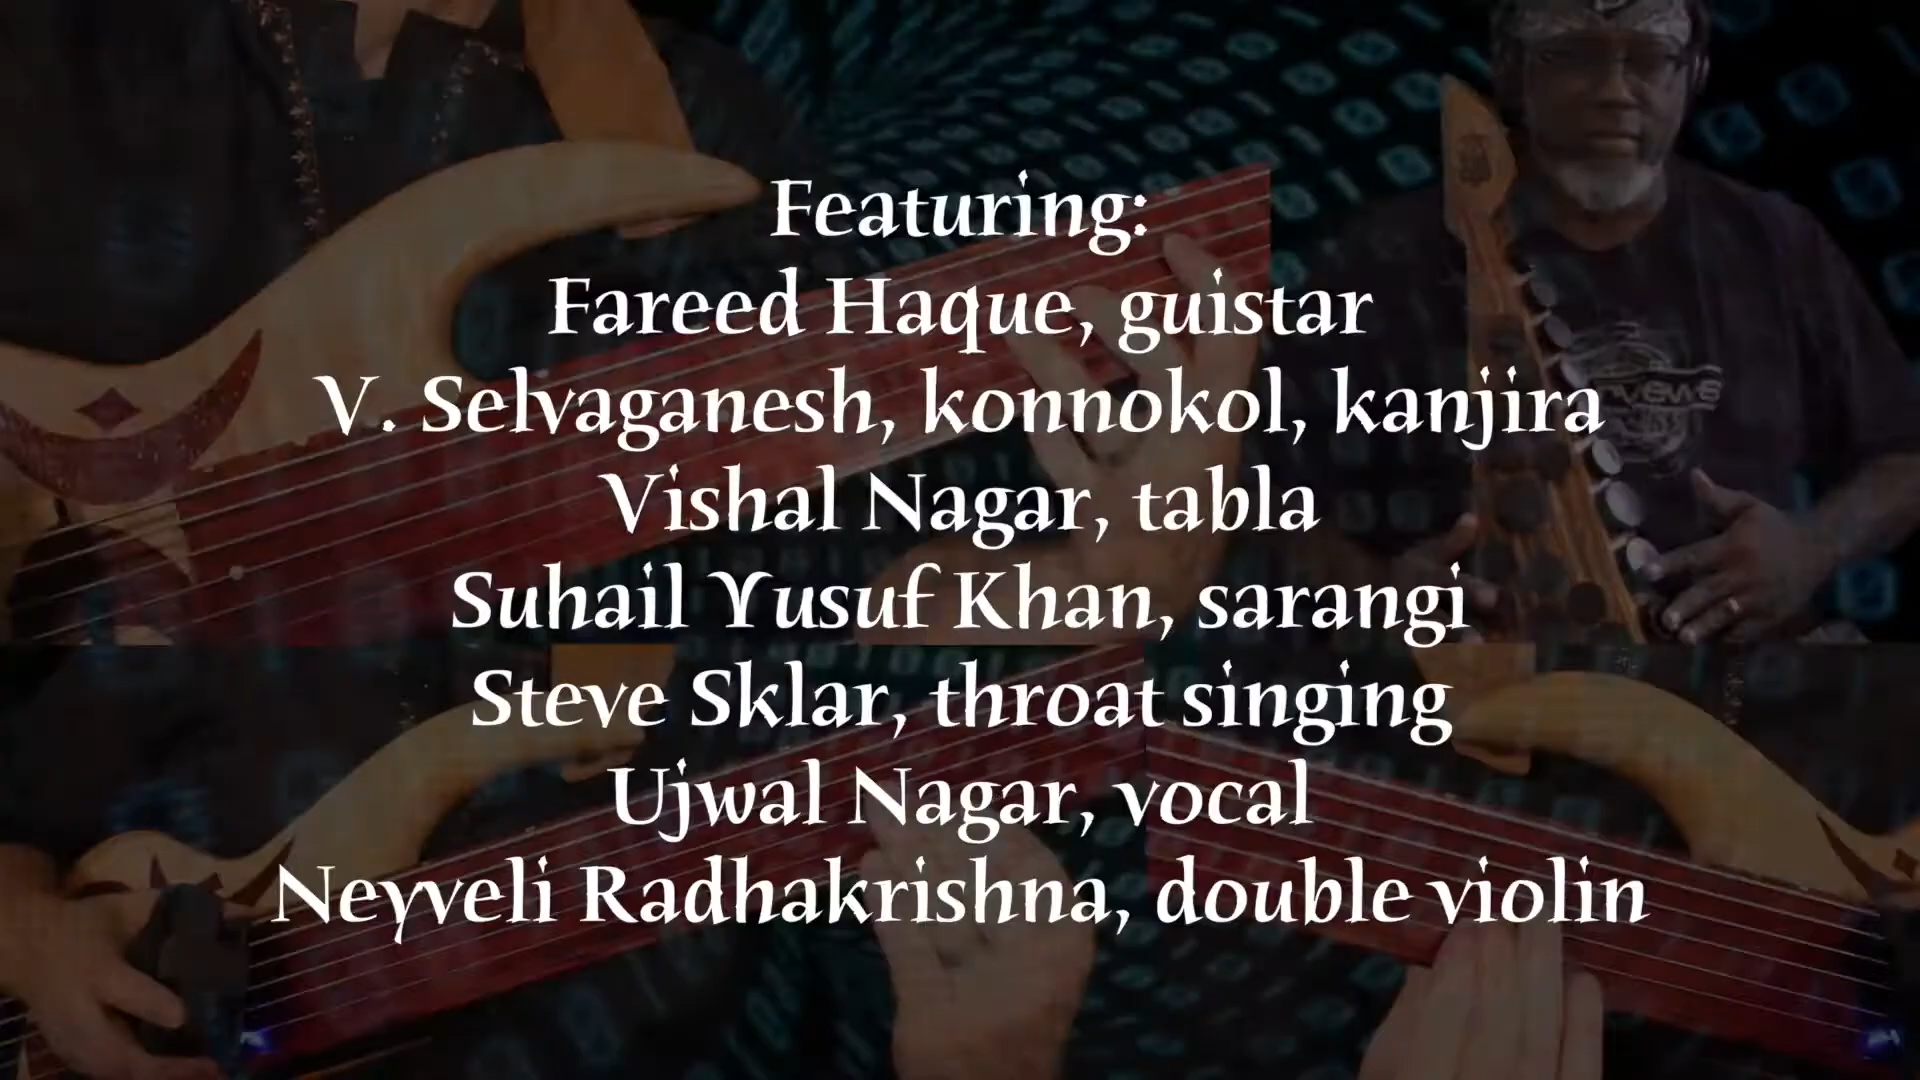 Featuring:
Fareed Haque, guistar
V. Selvaganesh, konnokol, kanjira
Vishal Nagar, tabla
Suhail Yusuf Khan, sarangi
Steve Sklar, throat singing
Ujwal Nagar, vocal
Neyveli Radhakrishna, double violin